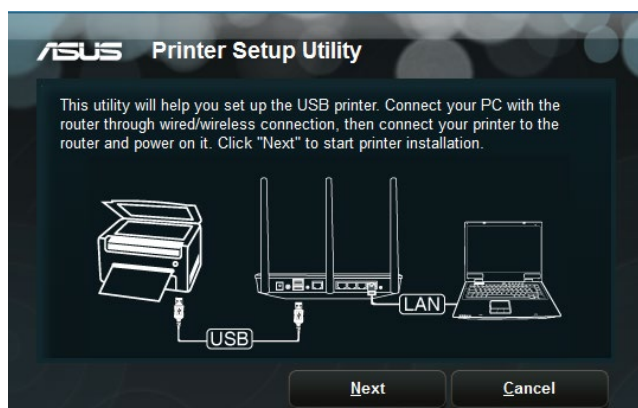 ASUS Printer Setup Utility
This utility will help you set up the USB printer. Connect your PC with the
router through wired/wireless connection, then connect your printer to the
router and power on it. Click "Next" to start printer installation.
LAN
USB
Next Cancel